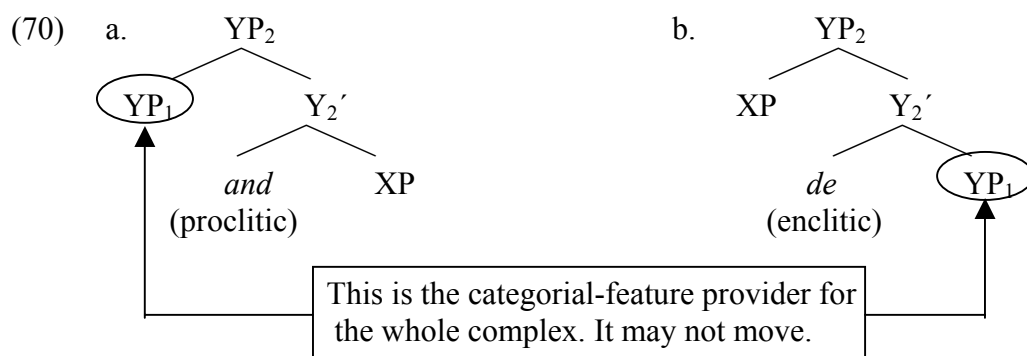 (70) a. YP₂ b. YP₂
YP₁ Y₂´ XP Y₂´
and XP de YP₁
(proclitic) (enclitic)
This is the categorial-feature provider for
the whole complex. It may not move.